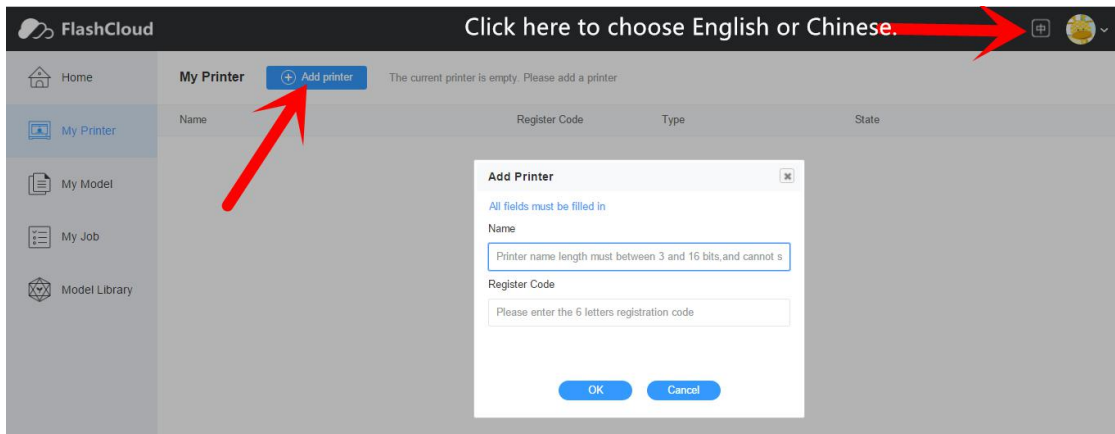 FlashCloud
Click here to choose English or Chinese.
中
Home
My Printer
Add printer
The current printer is empty. Please add a printer
Name
Register Code
Type
State
My Printer
My Model
My Job
Model Library
Add Printer
All fields must be filled in
Name
Printer name length must between 3 and 16 bits,and cannot s
Register Code
Please enter the 6 letters registration code
OK
Cancel